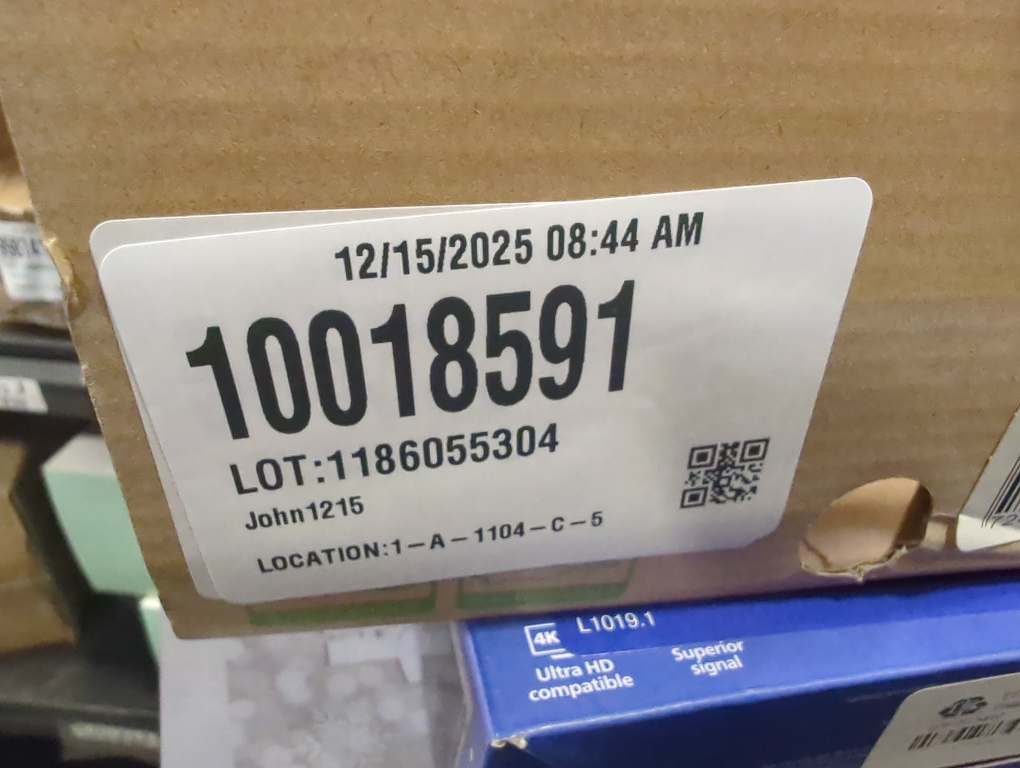 12/15/2025 08:44 AM
10018591
LOT:1186055304
John1215
LOCATION:1-A-1104-C-5
4K
L1019.1
Ultra HD
compatible
Superior
signal